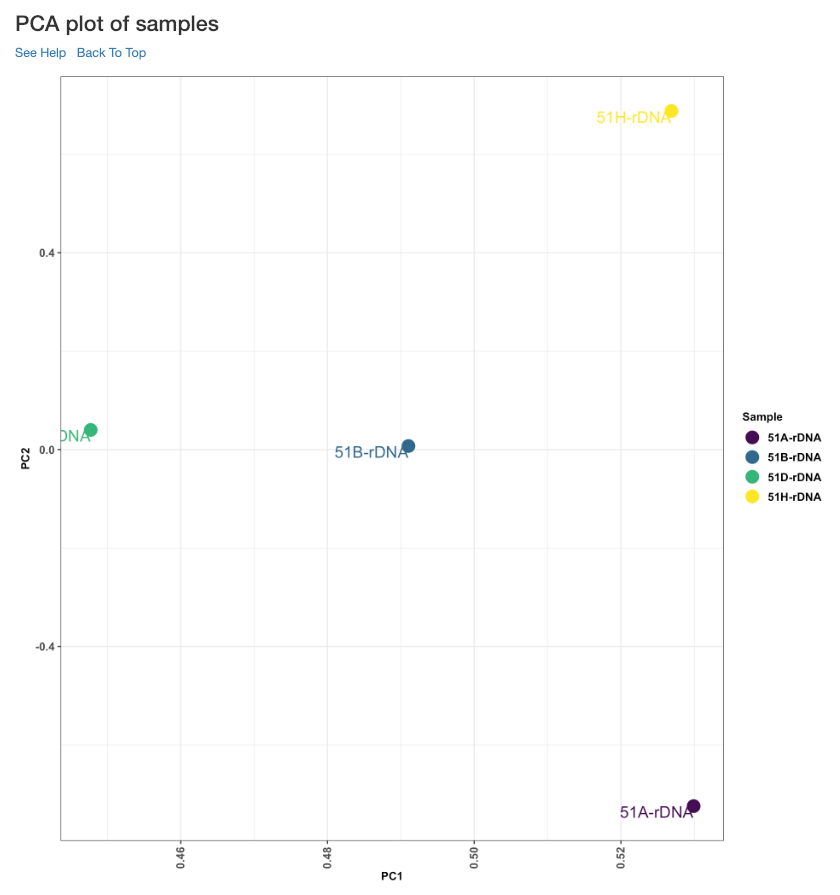 PCA plot of samples
See Help Back To Top
51H-rDNA
0.4
DNA
0.0
51B-rDNA
PC2
-0.4
51A-rDNA
0.46
0.48
0.50
0.52
PC1
Sample
51A-rDNA
51B-rDNA
51D-rDNA
51H-rDNA